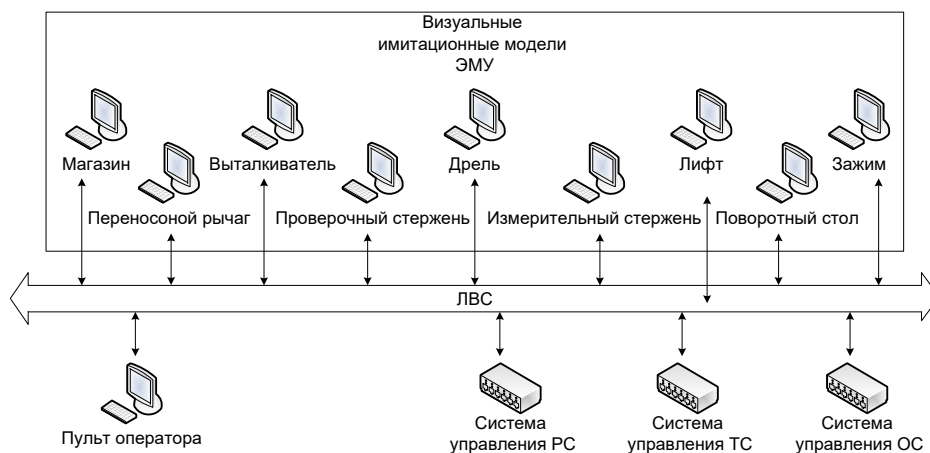 Визуальные
имитационные модели
ЭМУ
Магазин
Выталкиватель
Дрель
Лифт
Зажим
Переносоной рычаг
Проверочный стержень
Измерительный стержень
Поворотный стол
ЛВС
Пульт оператора
Система
управления РС
Система
управления ТС
Система
управления ОС